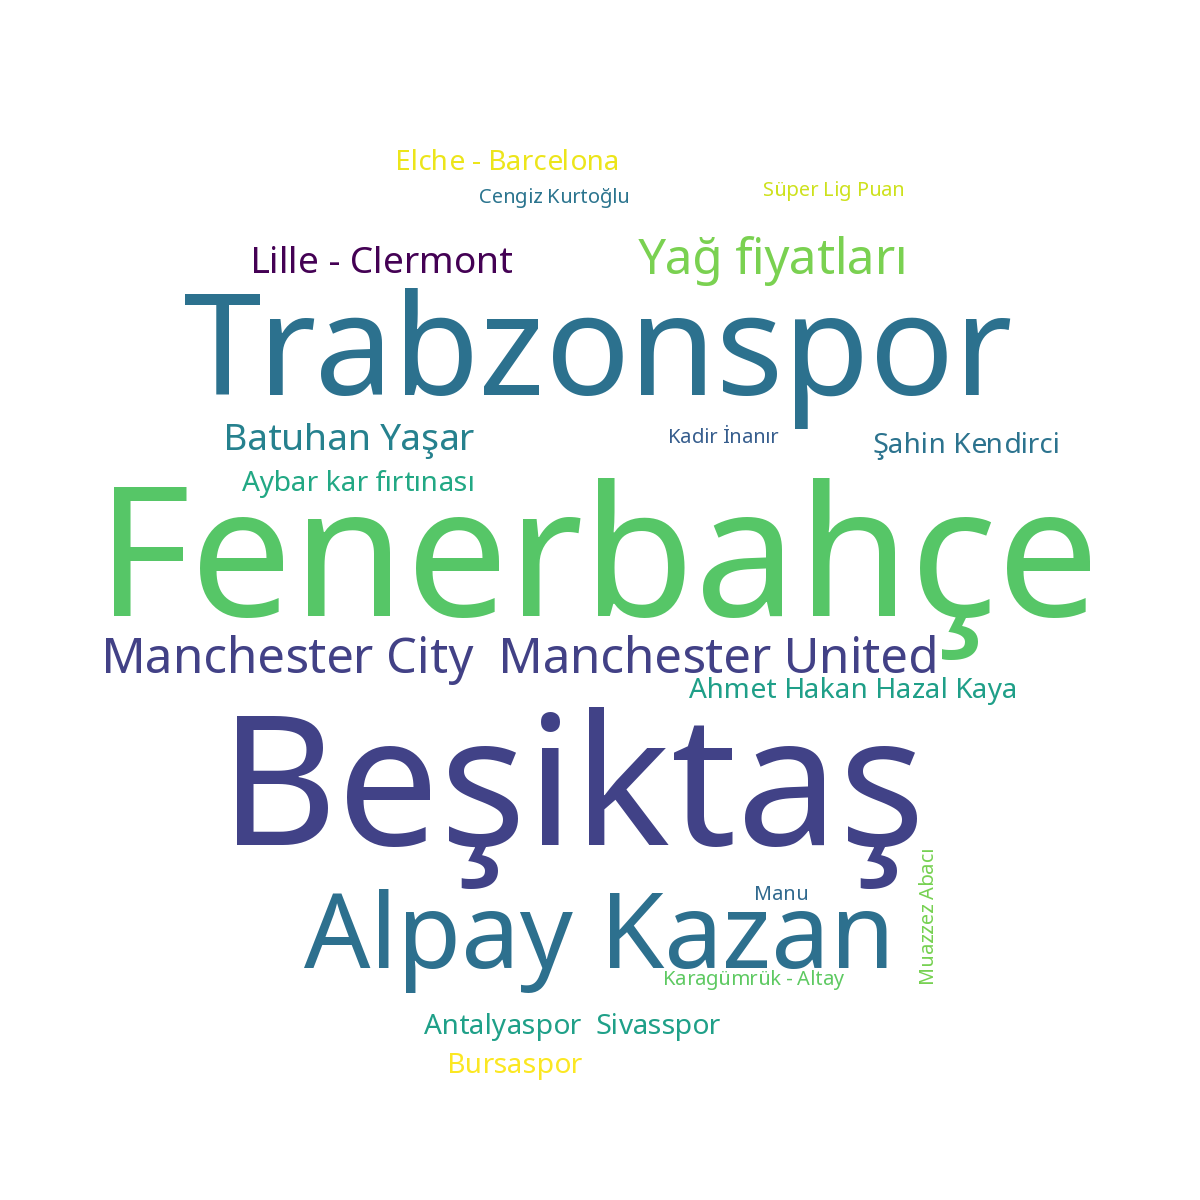 Elche - Barcelona
Süper Lig Puan
Cengiz Kurtoğlu
Lille - Clermont
Yağ fiyatları
Trabzonspor
Batuhan Yaşar
Kadir İnanır
Şahin Kendirci
Aybar kar fırtınası
Fenerbahçe
Manchester City
Manchester United
Ahmet Hakan Hazal Kaya
Beşiktaş
Alpay Kazan
Manu
Muazzez Abacı
Karagümrük - Altay
Antalyaspor
Sivasspor
Bursaspor